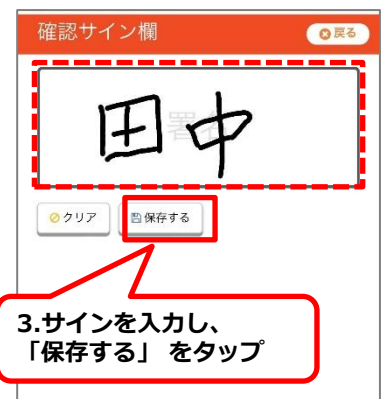 確認サイン欄
戻る
署名
田中
クリア
保存する
3.サインを入力し、
「保存する」 をタップ